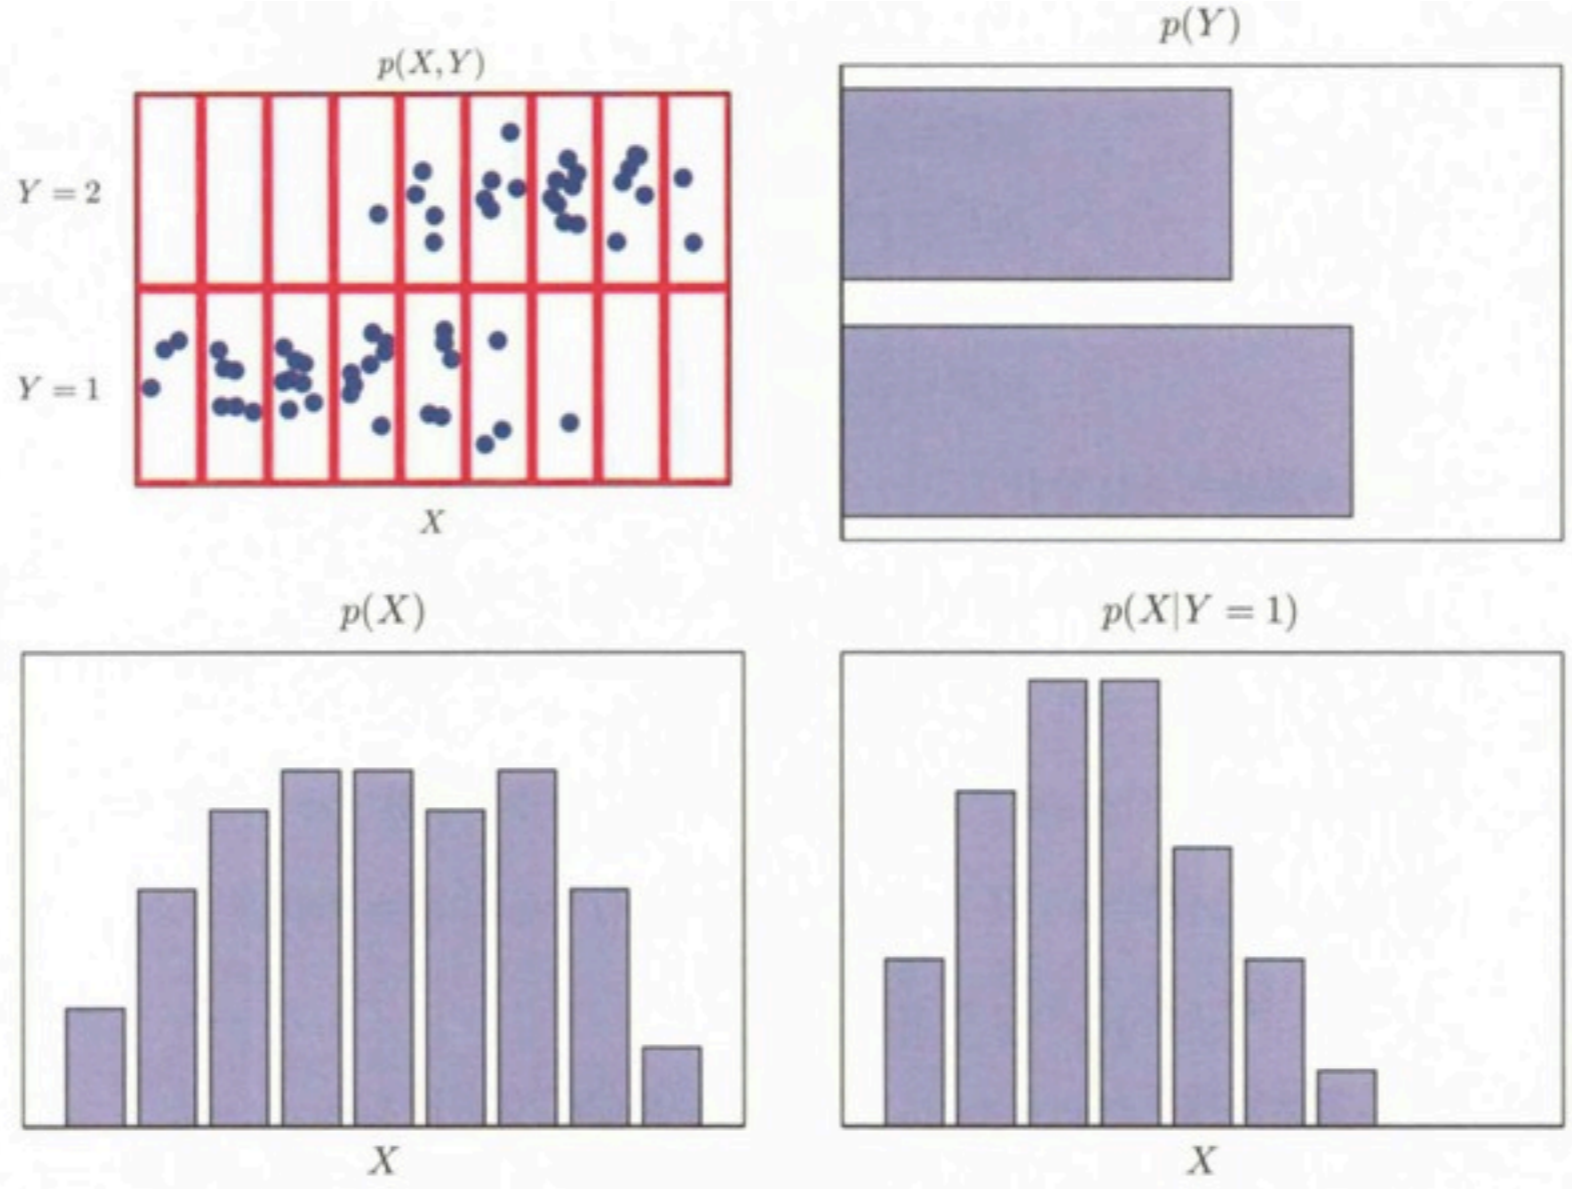 p(X, Y)
Y = 2
Y = 1
X
p(Y)
p(X)
X
p(X|Y = 1)
X